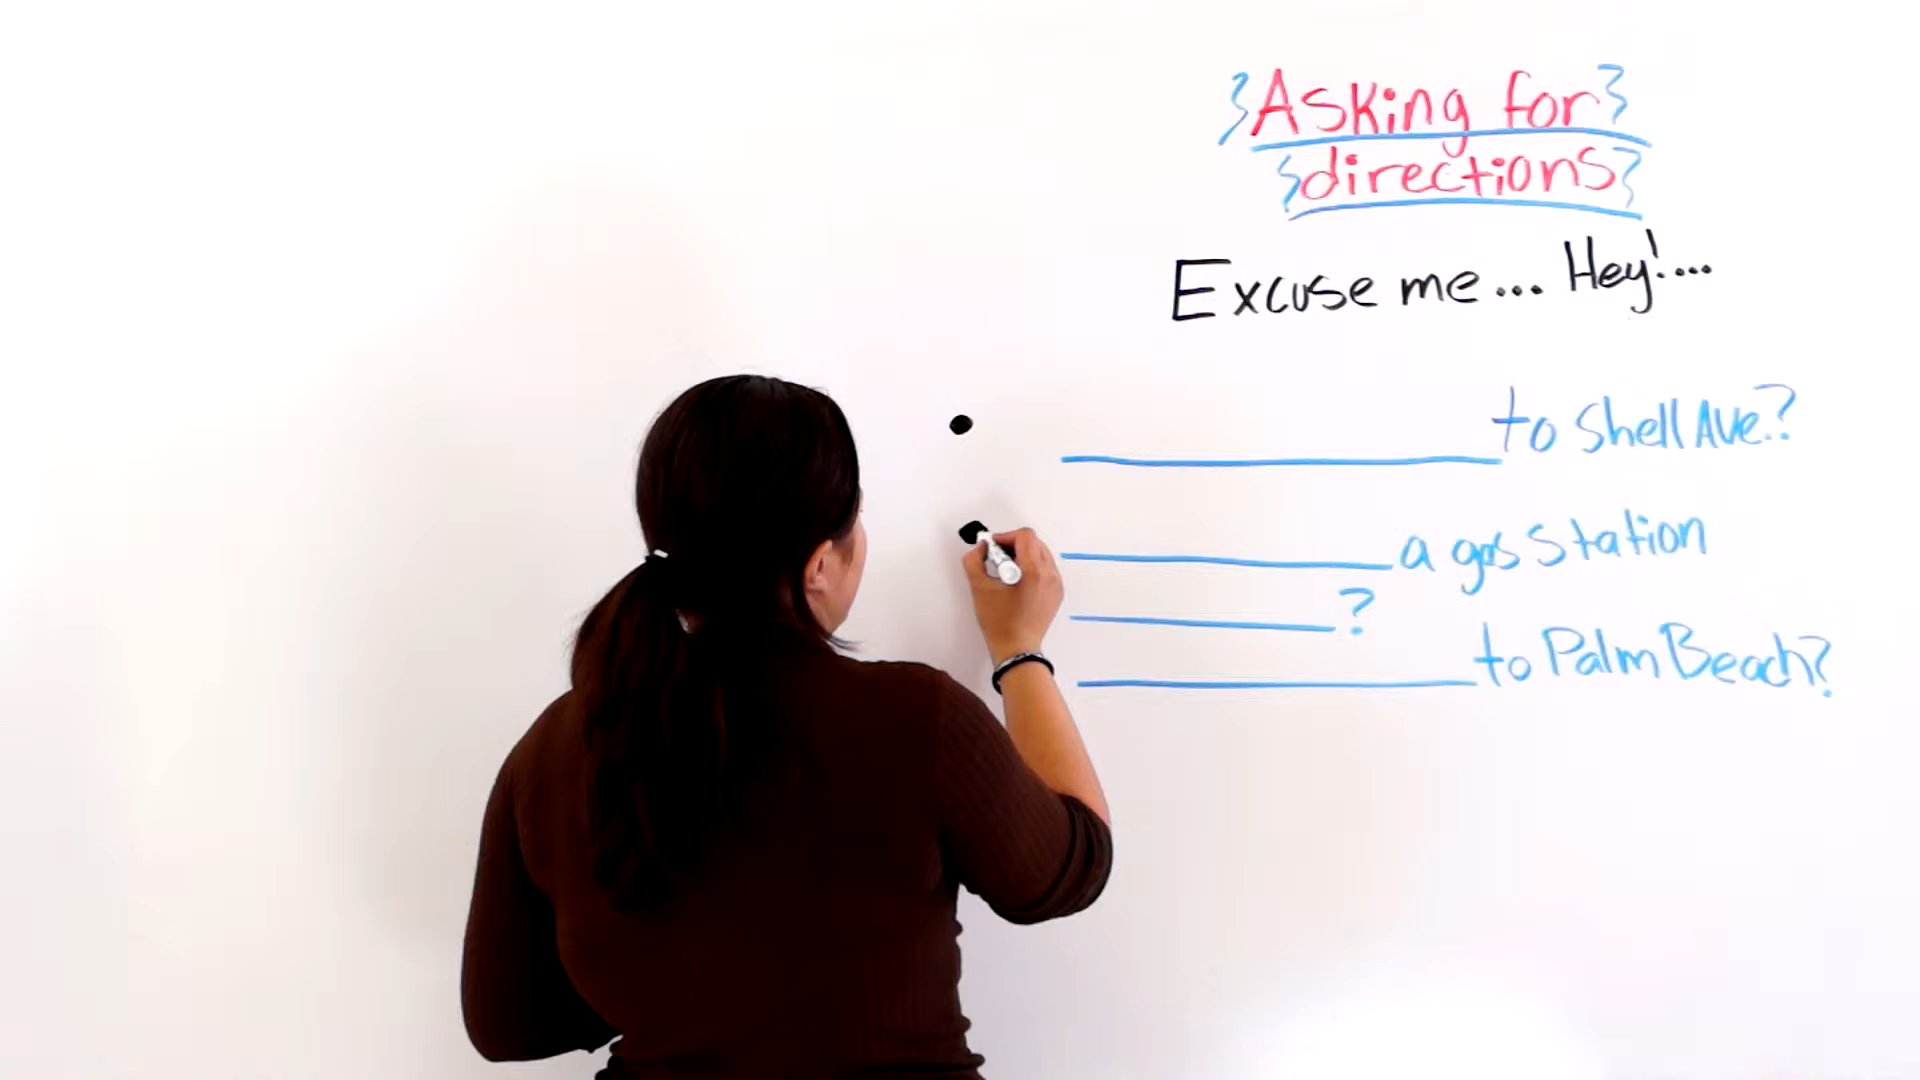 Asking for
directions
Excuse me... Hey!...
to Shell Ave.?
a gas station
?
to Palm Beach?